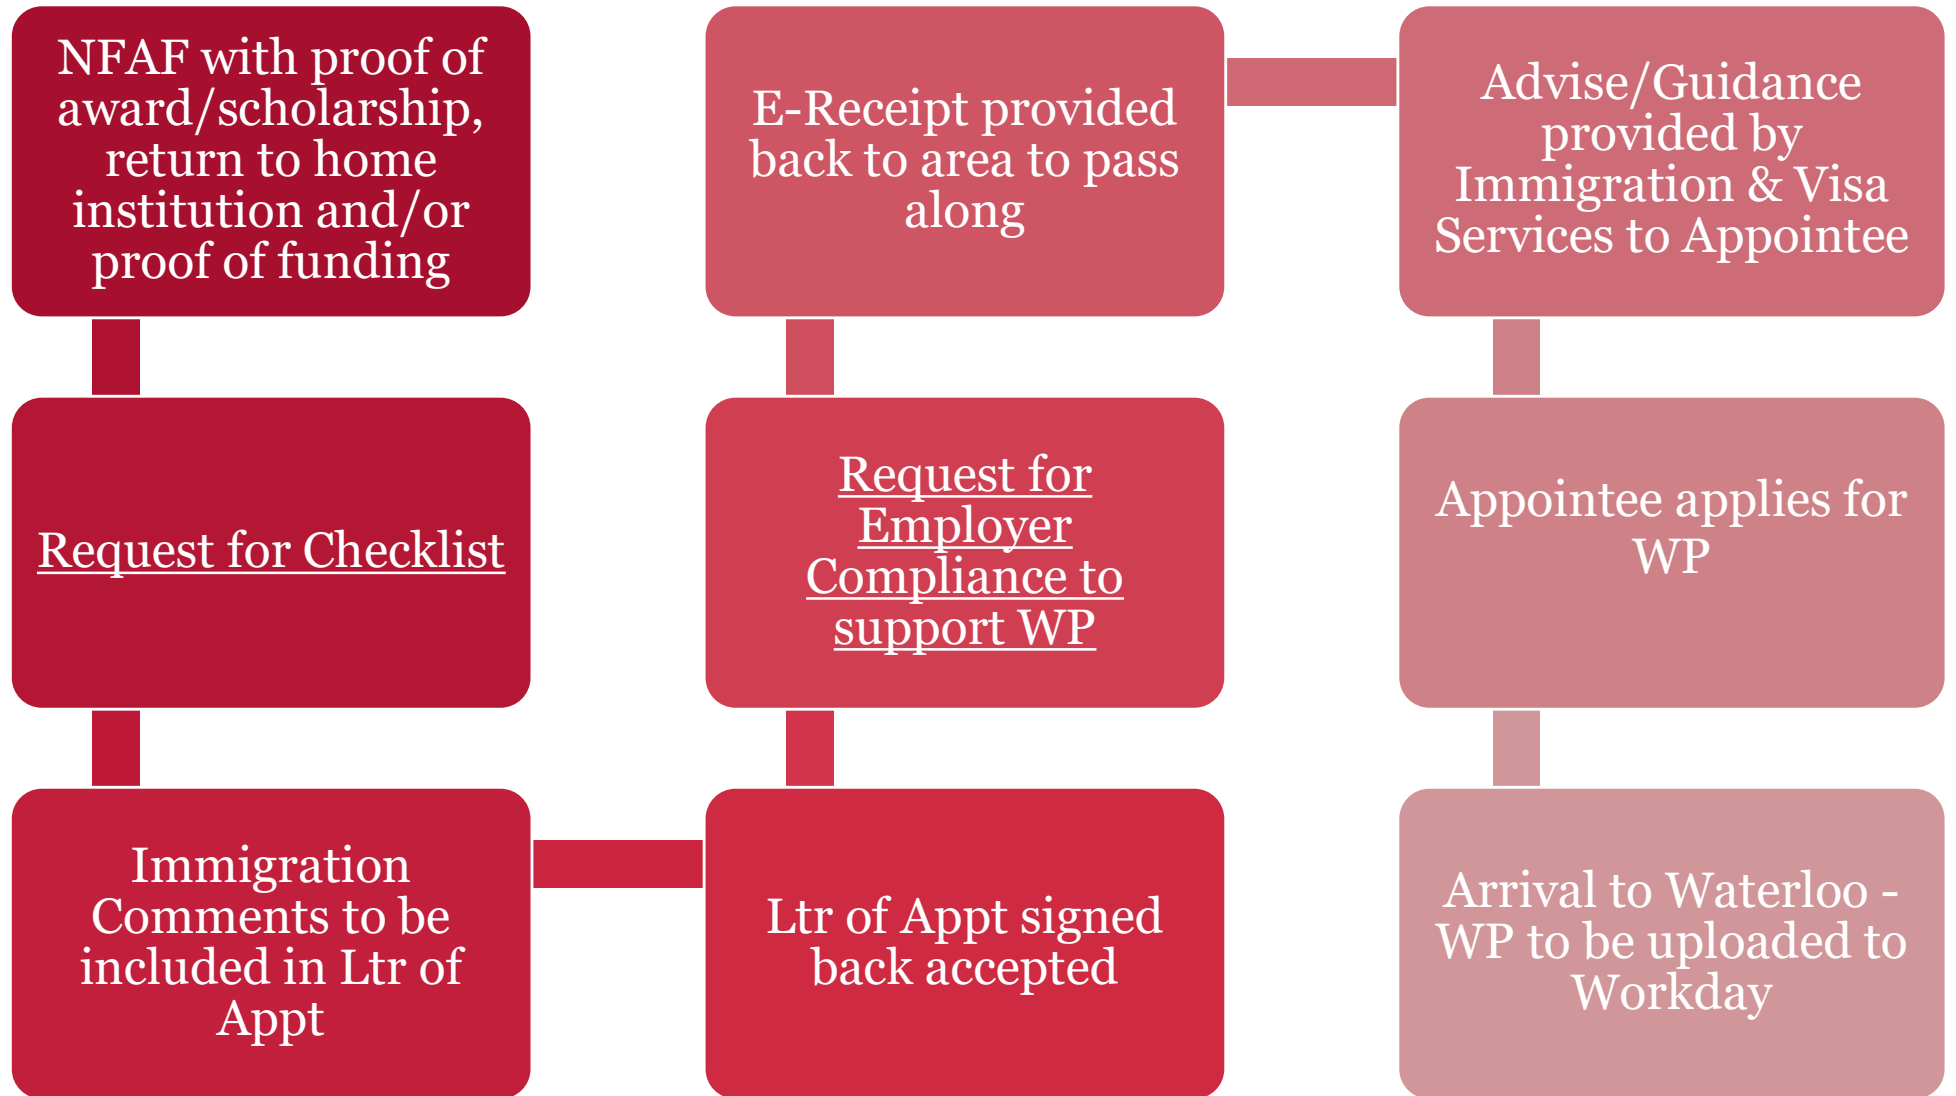 NFAF with proof of
award/scholarship,
return to home
institution and/or
proof of funding
Request for Checklist
Immigration
Comments to be
included in Ltr of
Appt
Ltr of Appt signed
back accepted
Request for
Employer
Compliance to
support WP
E-Receipt provided
back to area to pass
along
Advise/Guidance
provided by
Immigration & Visa
Services to Appointee
Appointee applies for
WP
Arrival to Waterloo -
WP to be uploaded to
Workday